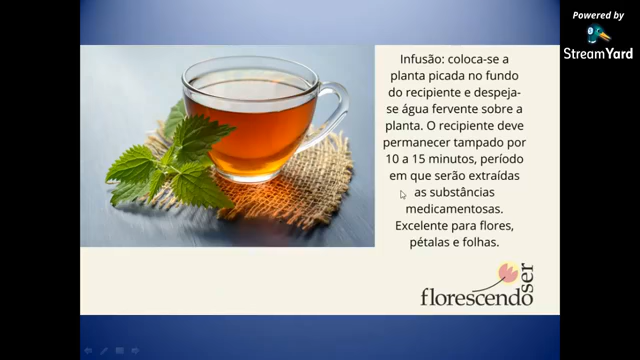 Powered by
StreamYard
Infusão: coloca-se a
planta picada no fundo
do recipiente e despeja-
se água fervente sobre a
planta. O recipiente deve
permanecer tampado por
10 a 15 minutos, período
em que serão extraídas
as substâncias
medicamentosas.
Excelente para flores,
pétalas e folhas.
florescendo
ser